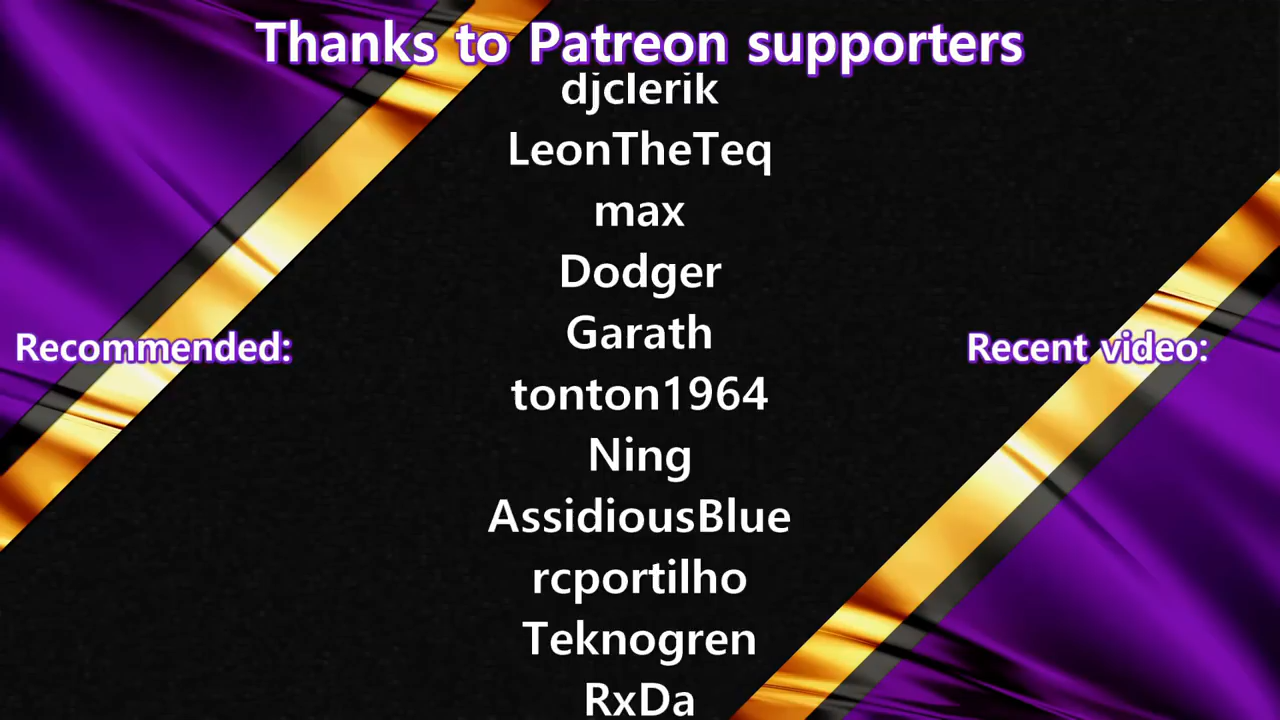 Thanks to Patreon supporters
djclerik
LeonTheTeq
max
Dodger
Garath
Recommended:
Recent video:
tonton1964
Ning
AssidiousBlue
rcportilho
Teknogren
RxDa